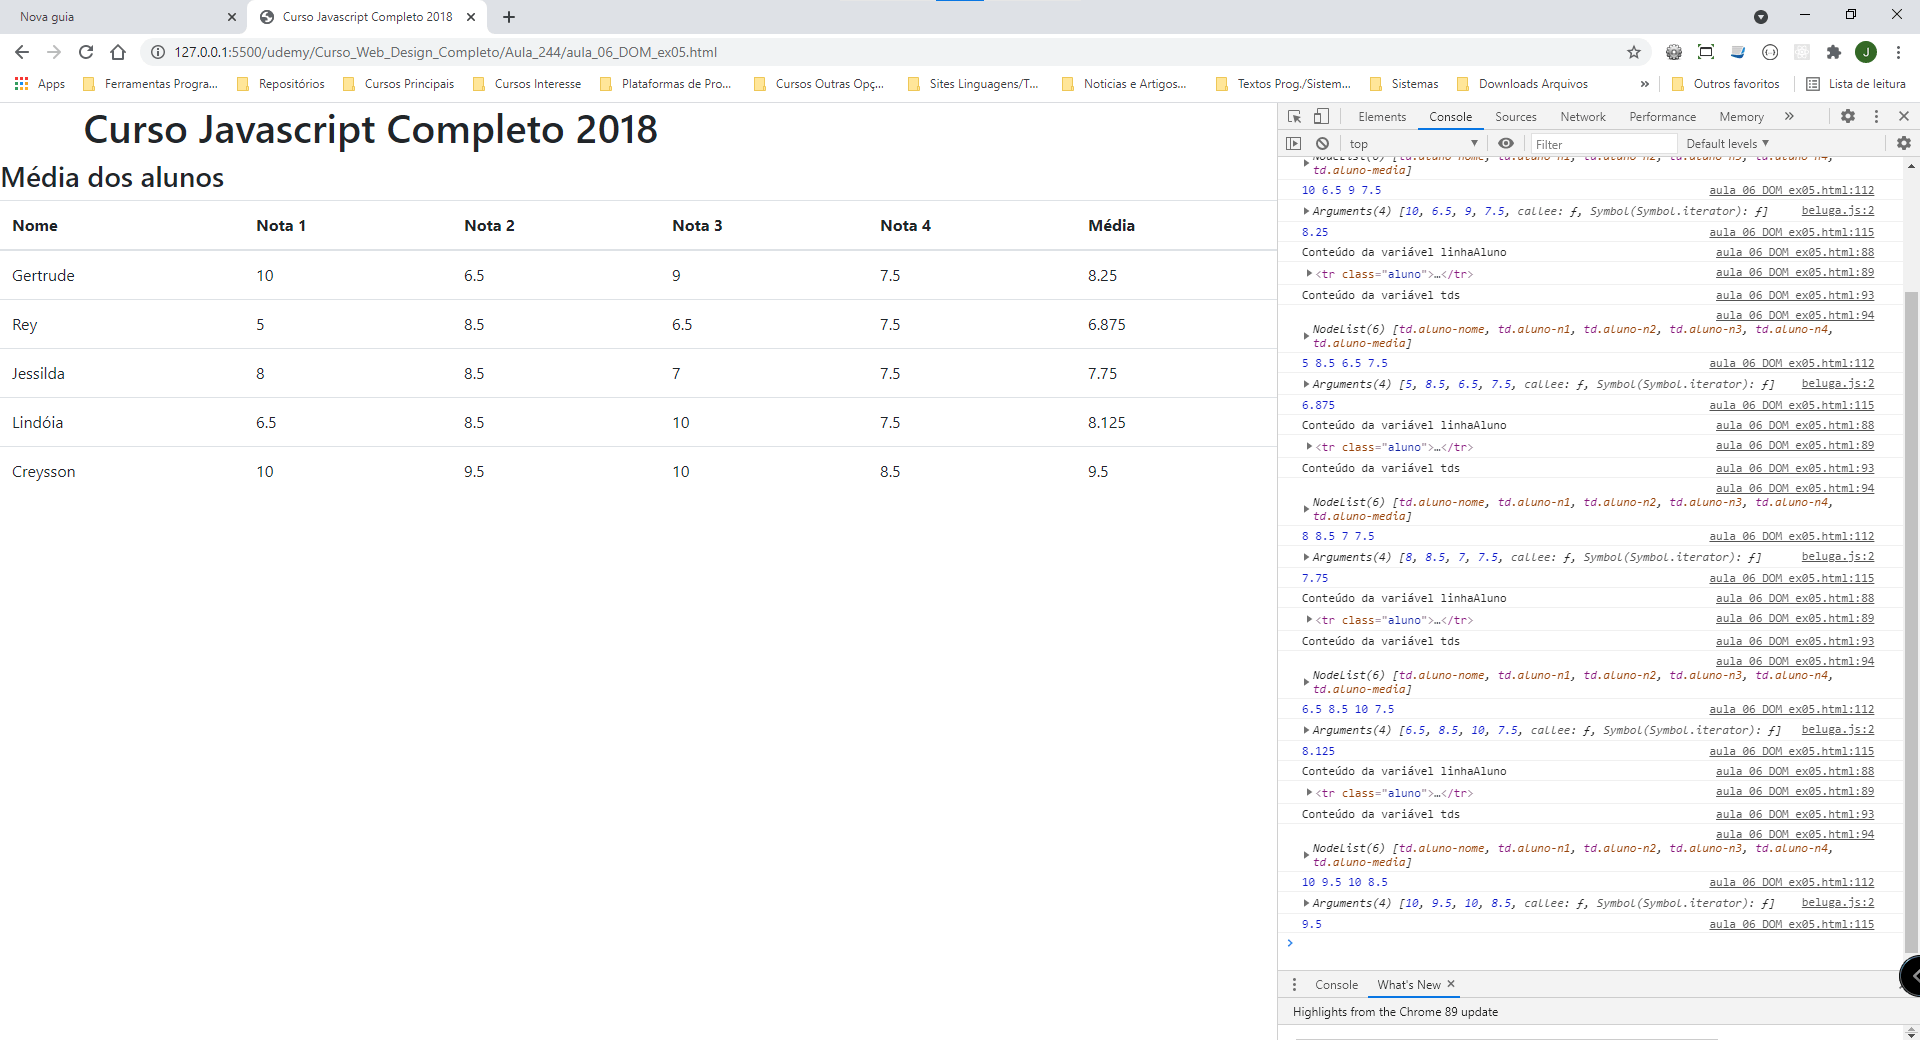 Nova guia
Curso Javascript Completo 2018
127.0.0.1:5500/udemy/Curso_Web_Design_Completo/Aula_244/aula_06_DOM_ex05.html
J
Apps Ferramentas Progra... Repositórios Cursos Principais Cursos Interesse Plataformas de Pro... Cursos Outras Opç... Sites Linguagens/T... Noticias e Artigos... Textos Prog./Sistem... Sistemas Downloads Arquivos » Outros favoritos Lista de leitura
Curso Javascript Completo 2018
Média dos alunos
Nome Nota 1 Nota 2 Nota 3 Nota 4 Média
Gertrude 10 6.5 9 7.5 8.25
Rey 5 8.5 6.5 7.5 6.875
Jessilda 8 8.5 7 7.5 7.75
Lindóia 6.5 8.5 10 7.5 8.125
Creysson 10 9.5 10 8.5 9.5
Elements Console Sources Network Performance Memory »
top Filter Default levels
NodeList(6) [td.aluno-nome, td.aluno-n1, td.aluno-n2, td.aluno-n3, td.aluno-n4,
td.aluno-media]
10 6.5 9 7.5 aula_06_DOM_ex05.html:112
Arguments(4) [10, 6.5, 9, 7.5, callee: ƒ, Symbol(Symbol.iterator): ƒ] beluga.js:2
8.25 aula_06_DOM_ex05.html:115
Conteúdo da variável linhaAluno aula_06_DOM_ex05.html:88
<tr class="aluno">…</tr> aula_06_DOM_ex05.html:89
Conteúdo da variável tds aula_06_DOM_ex05.html:93
aula_06_DOM_ex05.html:94
NodeList(6) [td.aluno-nome, td.aluno-n1, td.aluno-n2, td.aluno-n3, td.aluno-n4,
td.aluno-media]
5 8.5 6.5 7.5 aula_06_DOM_ex05.html:112
Arguments(4) [5, 8.5, 6.5, 7.5, callee: ƒ, Symbol(Symbol.iterator): ƒ] beluga.js:2
6.875 aula_06_DOM_ex05.html:115
Conteúdo da variável linhaAluno aula_06_DOM_ex05.html:88
<tr class="aluno">…</tr> aula_06_DOM_ex05.html:89
Conteúdo da variável tds aula_06_DOM_ex05.html:93
aula_06_DOM_ex05.html:94
NodeList(6) [td.aluno-nome, td.aluno-n1, td.aluno-n2, td.aluno-n3, td.aluno-n4,
td.aluno-media]
8 8.5 7 7.5 aula_06_DOM_ex05.html:112
Arguments(4) [8, 8.5, 7, 7.5, callee: ƒ, Symbol(Symbol.iterator): ƒ] beluga.js:2
7.75 aula_06_DOM_ex05.html:115
Conteúdo da variável linhaAluno aula_06_DOM_ex05.html:88
<tr class="aluno">…</tr> aula_06_DOM_ex05.html:89
Conteúdo da variável tds aula_06_DOM_ex05.html:93
aula_06_DOM_ex05.html:94
NodeList(6) [td.aluno-nome, td.aluno-n1, td.aluno-n2, td.aluno-n3, td.aluno-n4,
td.aluno-media]
6.5 8.5 10 7.5 aula_06_DOM_ex05.html:112
Arguments(4) [6.5, 8.5, 10, 7.5, callee: ƒ, Symbol(Symbol.iterator): ƒ] beluga.js:2
8.125 aula_06_DOM_ex05.html:115
Conteúdo da variável linhaAluno aula_06_DOM_ex05.html:88
<tr class="aluno">…</tr> aula_06_DOM_ex05.html:89
Conteúdo da variável tds aula_06_DOM_ex05.html:93
aula_06_DOM_ex05.html:94
NodeList(6) [td.aluno-nome, td.aluno-n1, td.aluno-n2, td.aluno-n3, td.aluno-n4,
td.aluno-media]
10 9.5 10 8.5 aula_06_DOM_ex05.html:112
Arguments(4) [10, 9.5, 10, 8.5, callee: ƒ, Symbol(Symbol.iterator): ƒ] beluga.js:2
9.5 aula_06_DOM_ex05.html:115
Console What's New
Highlights from the Chrome 89 update